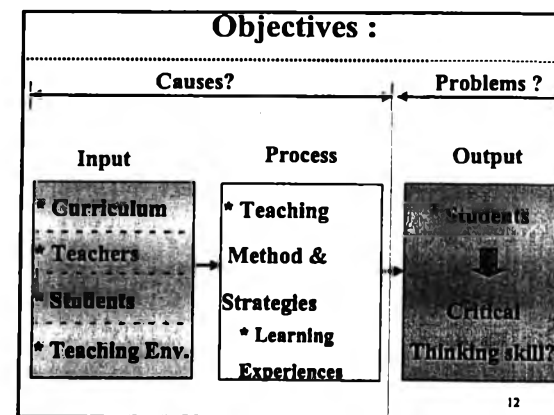 Objectives :
Causes?
Problems ?
Input
Process
Output
* Curriculum
* Teachers
* Students
* Teaching Env.
* Teaching
Method &
Strategies
* Learning
Experiences
* Students
Critical
Thinking skill?
12